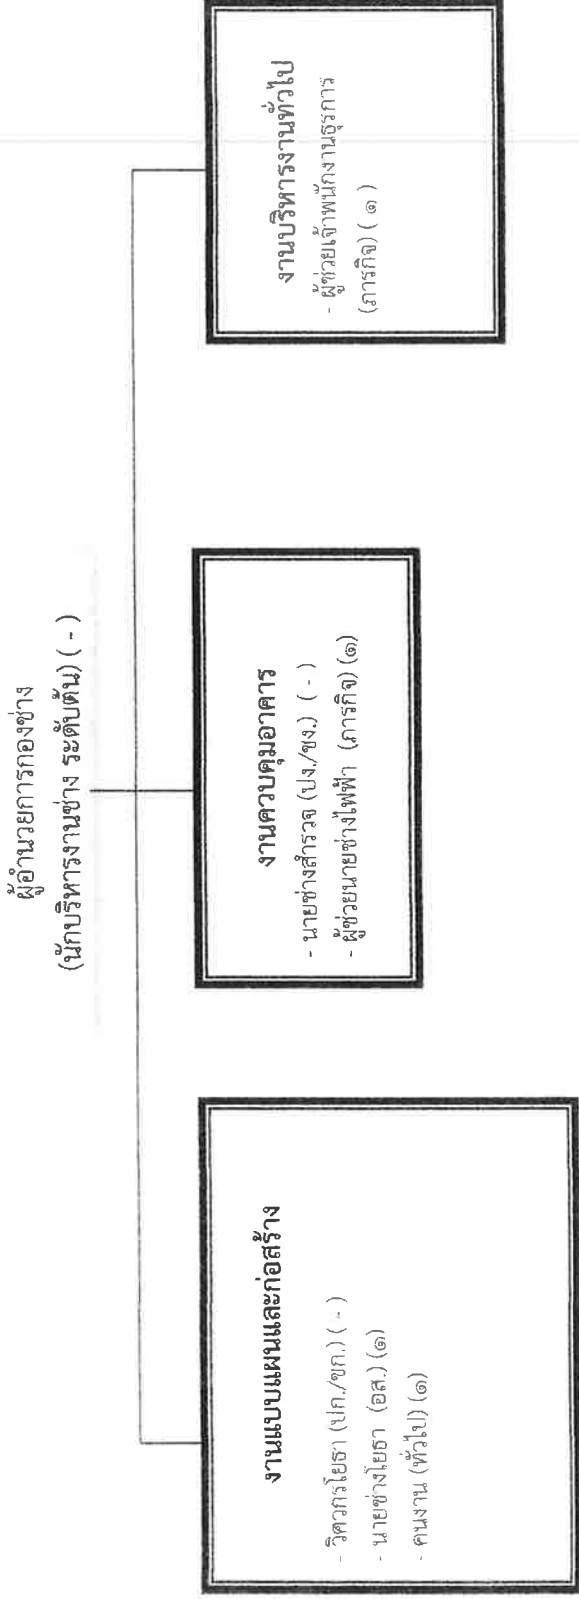 ผู้อำนวยการกองช่าง
(นักบริหารงานช่าง ระดับต้น) ( - )
งานแบบแผนและก่อสร้าง
- วิศวกรโยธา (ปก./ชก.) ( - )
- นายช่างโยธา (อส.) (๑)
- คนงาน (ทั่วไป) (๑)
งานควบคุมอาคาร
- นายช่างสำรวจ (ปง./ชง.) ( - )
- ผู้ช่วยนายช่างไฟฟ้า (ภารกิจ) (๑)
งานบริหารงานทั่วไป
- ผู้ช่วยเจ้าพนักงานธุรการ
(ภารกิจ) ( ๑ )